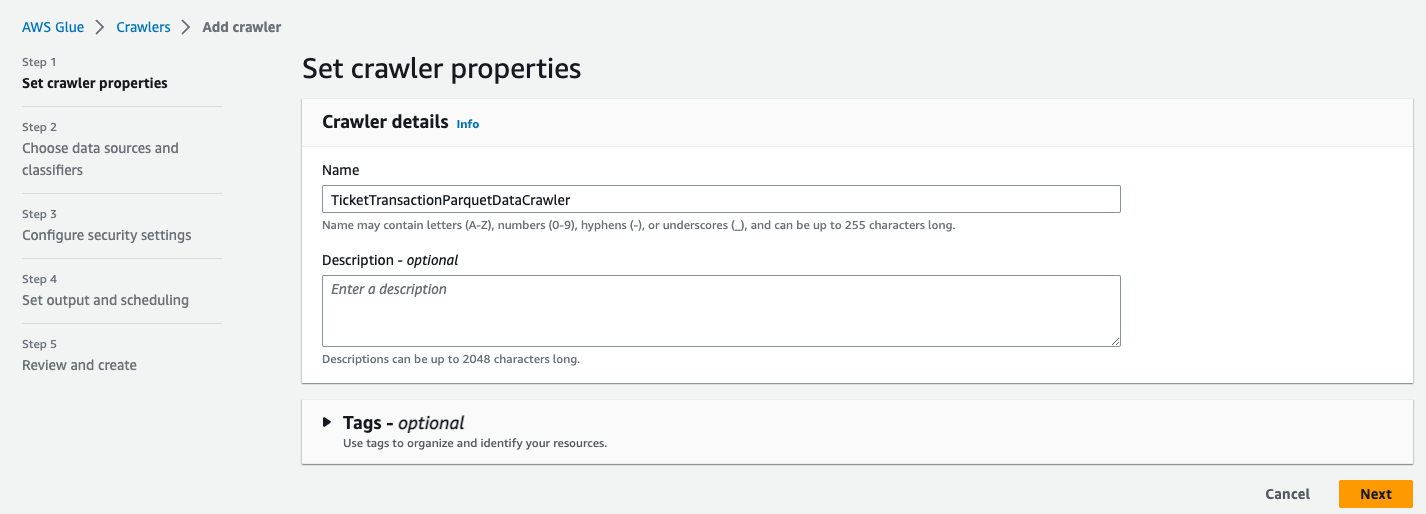 AWS Glue > Crawlers > Add crawler
Step 1
Set crawler properties
Step 2
Choose data sources and
classifiers
Step 3
Configure security settings
Step 4
Set output and scheduling
Step 5
Review and create
Set crawler properties
Crawler details Info
Name
TicketTransactionParquetDataCrawler
Name may contain letters (A-Z), numbers (0-9), hyphens (-), or underscores (_), and can be up to 255 characters long.
Description - optional
Enter a description
Descriptions can be up to 2048 characters long.
Tags - optional
Use tags to organize and identify your resources.
Cancel Next